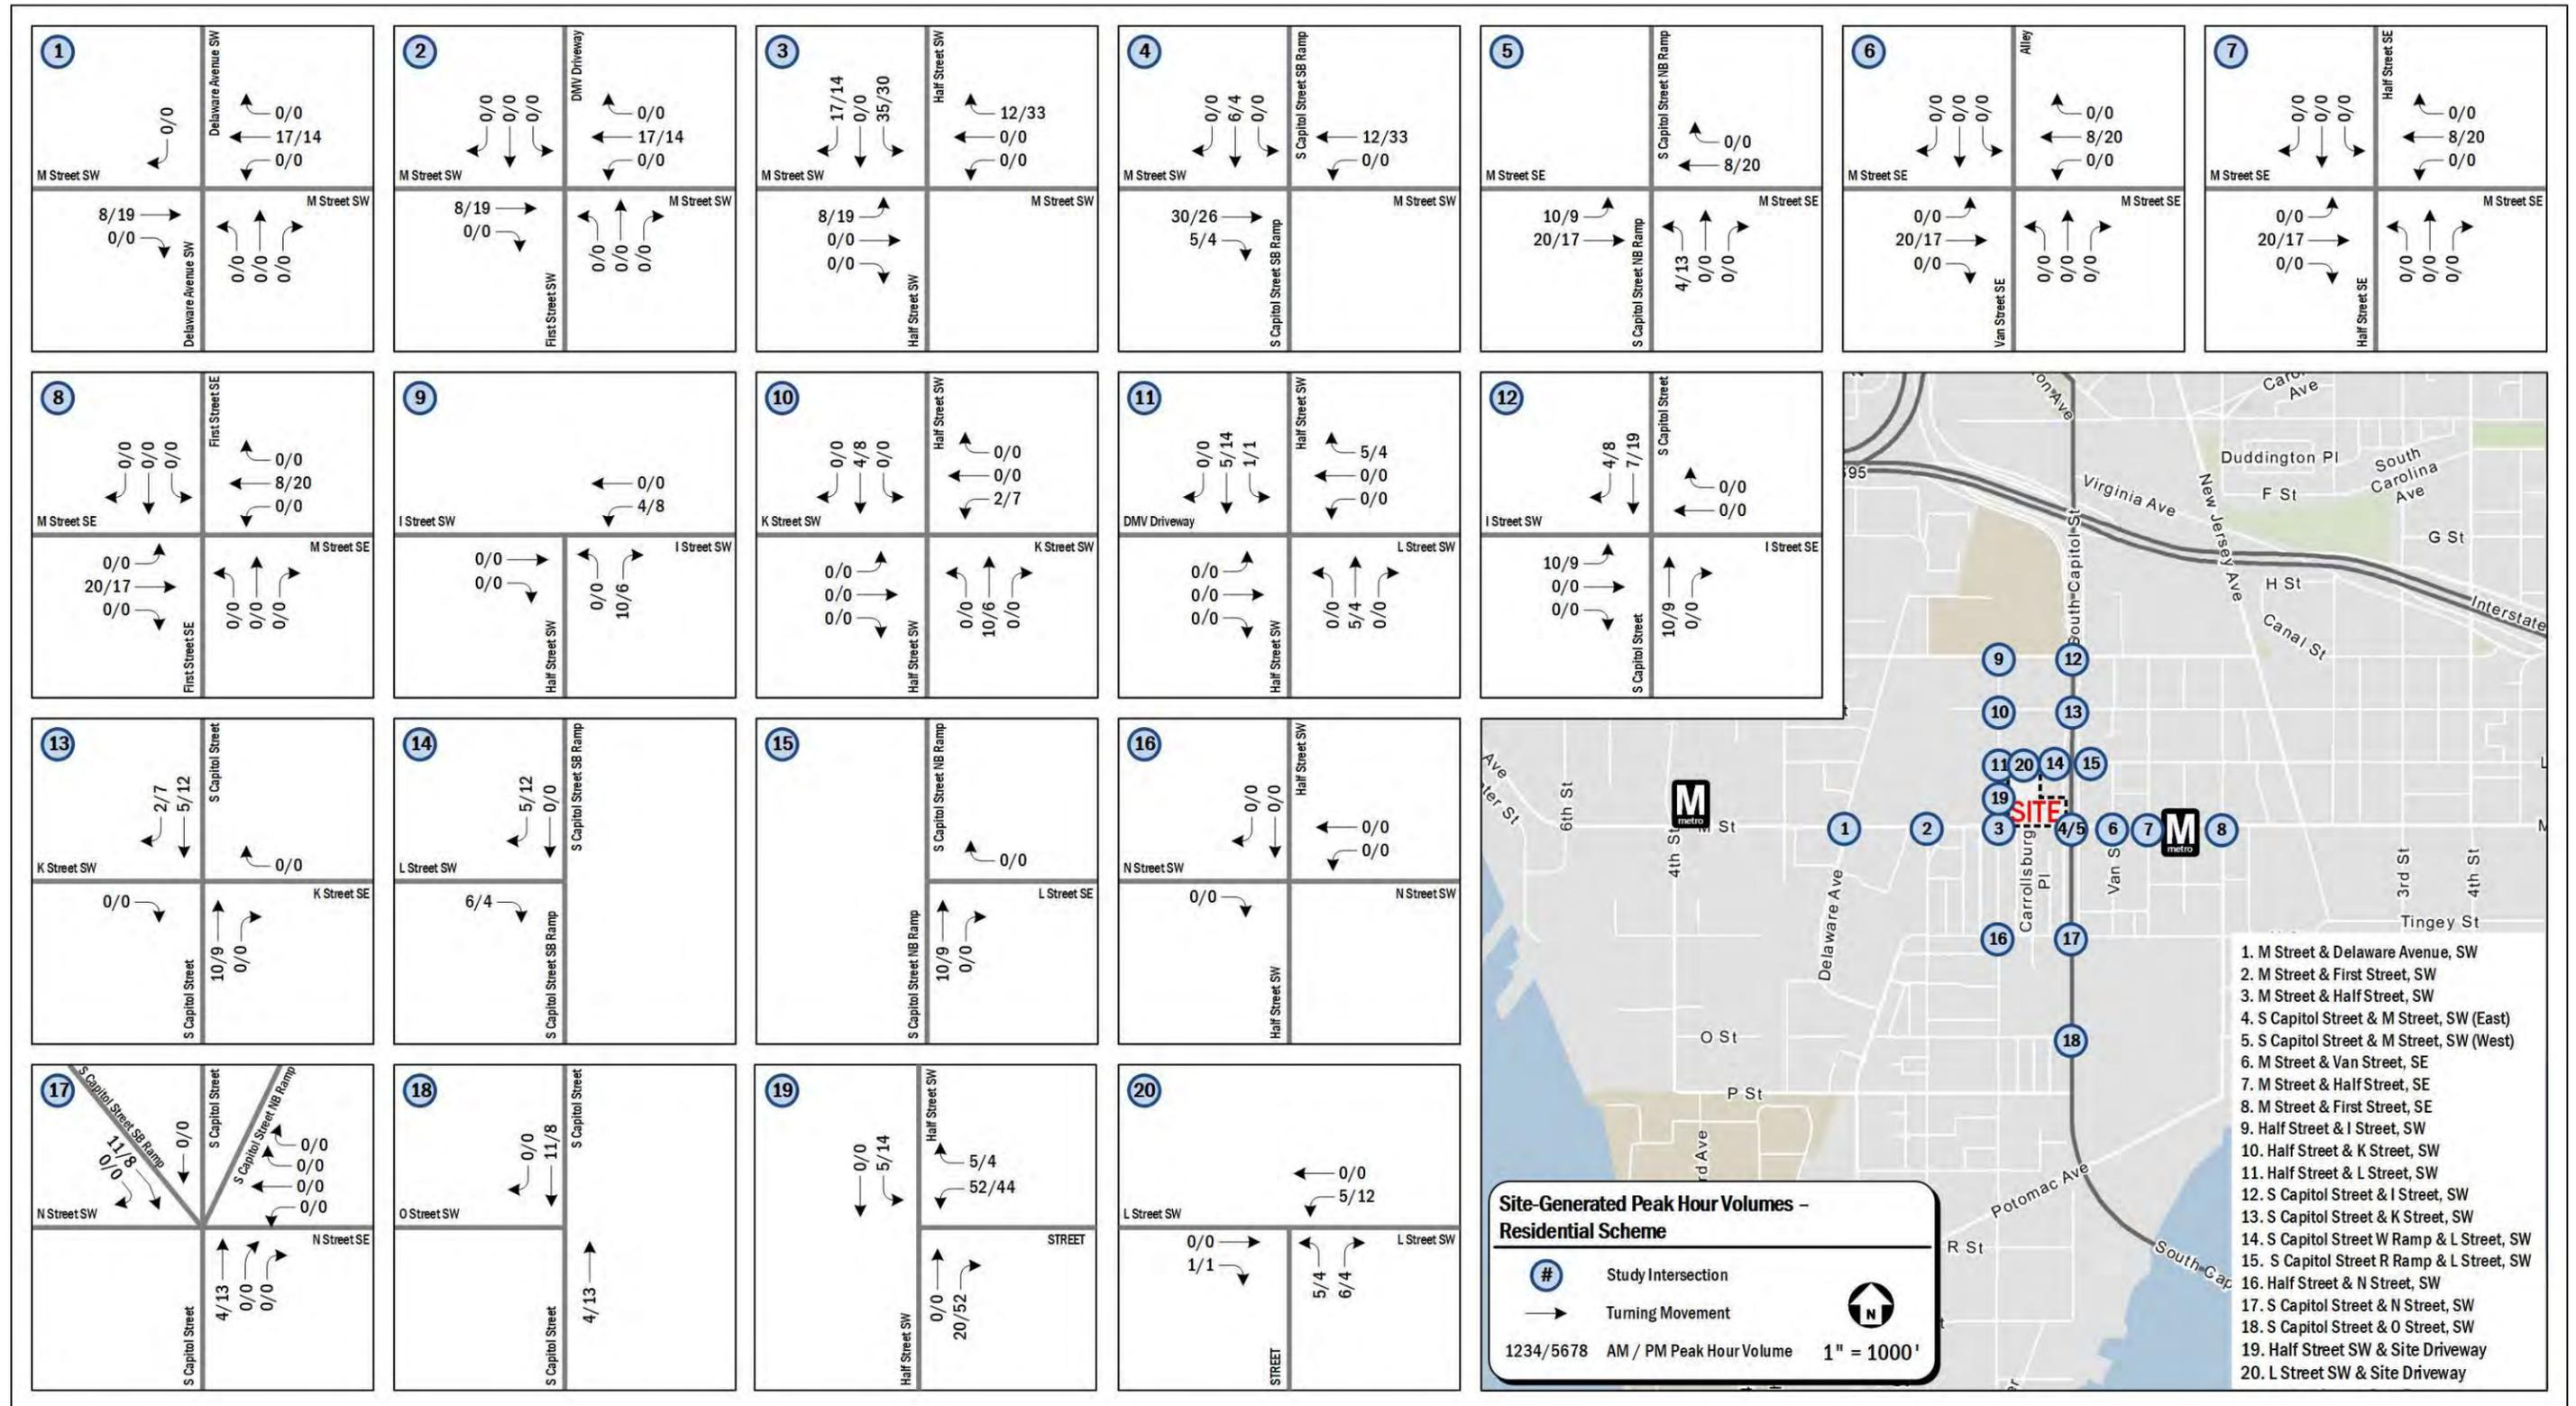 1
Delaware Avenue SW
0/0
0/0
17/14
0/0
M Street SW
M Street SW
8/19
0/0
Delaware Avenue SW
0/0
0/0
0/0
2
DMV Driveway
0/0
0/0
0/0
0/0
17/14
0/0
M Street SW
M Street SW
8/19
0/0
First Street SW
0/0
0/0
0/0
3
Half Street SW
17/14
0/0
35/30
12/33
0/0
0/0
M Street SW
M Street SW
8/19
0/0
0/0
Half Street SW
4
S Capitol Street SB Ramp
0/0
6/4
0/0
12/33
0/0
M Street SW
M Street SW
30/26
5/4
S Capitol Street SB Ramp
5
S Capitol Street NB Ramp
0/0
8/20
M Street SE
M Street SE
10/9
20/17
S Capitol Street NB Ramp
4/13
0/0
0/0
6
Alley
0/0
0/0
0/0
0/0
8/20
0/0
M Street SE
M Street SE
0/0
20/17
0/0
Van Street SE
0/0
0/0
0/0
7
Half Street SE
0/0
0/0
0/0
0/0
8/20
0/0
M Street SE
M Street SE
0/0
20/17
0/0
Half Street SE
0/0
0/0
0/0
8
First Street SE
0/0
0/0
0/0
0/0
8/20
0/0
M Street SE
M Street SE
0/0
20/17
0/0
First Street SE
0/0
0/0
0/0
9
0/0
4/8
I Street SW
I Street SW
0/0
0/0
Half Street SW
0/0
10/6
10
Half Street SW
0/0
4/8
0/0
0/0
0/0
2/7
K Street SW
K Street SW
0/0
0/0
0/0
Half Street SW
0/0
10/6
0/0
11
Half Street SW
0/0
5/14
1/1
5/4
0/0
0/0
DMV Driveway
L Street SW
0/0
0/0
0/0
Half Street SW
0/0
5/4
0/0
12
S Capitol Street
4/8
7/19
0/0
0/0
I Street SW
I Street SE
10/9
0/0
0/0
S Capitol Street
10/9
0/0
13
S Capitol Street
2/7
5/12
0/0
K Street SW
K Street SE
0/0
S Capitol Street
10/9
0/0
14
S Capitol Street SB Ramp
5/12
0/0
L Street SW
6/4
S Capitol Street SB Ramp
15
S Capitol Street NB Ramp
0/0
L Street SE
S Capitol Street NB Ramp
10/9
0/0
16
Half Street SW
0/0
0/0
0/0
0/0
N Street SW
N Street SW
0/0
Half Street SW
17
S Capitol Street SB Ramp
S Capitol Street
S Capitol Street NB Ramp
11/8
0/0
0/0
0/0
0/0
0/0
0/0
N Street SW
N Street SE
S Capitol Street
4/13
0/0
0/0
18
S Capitol Street
0/0
11/8
O Street SW
S Capitol Street
4/13
19
Half Street SW
0/0
5/14
5/4
52/44
STREET
Half Street SW
0/0
20/52
20
0/0
5/12
L Street SW
L Street SW
0/0
1/1
STREET
5/4
6/4
Ave
Duddington Pl
South
Carolina
Ave
F St
Virginia Ave
New Jersey Ave
G St
H St
Canal St
Interstate
South Capitol St
9
12
10
13
11
20
14
15
19
SITE
1
2
3
4/5
6
7
8
M
metro
M
metro
M St
Ave
6th St
4th St
Delaware Ave
Carrollsburg
Pl
Van S
3rd St
4th St
Tingey St
16
17
18
O St
P St
rd Ave
Potomac Ave
R St
South Cap
1. M Street & Delaware Avenue, SW
2. M Street & First Street, SW
3. M Street & Half Street, SW
4. S Capitol Street & M Street, SW (East)
5. S Capitol Street & M Street, SW (West)
6. M Street & Van Street, SE
7. M Street & Half Street, SE
8. M Street & First Street, SE
9. Half Street & I Street, SW
10. Half Street & K Street, SW
11. Half Street & L Street, SW
12. S Capitol Street & I Street, SW
13. S Capitol Street & K Street, SW
14. S Capitol Street W Ramp & L Street, SW
15. S Capitol Street R Ramp & L Street, SW
16. Half Street & N Street, SW
17. S Capitol Street & N Street, SW
18. S Capitol Street & O Street, SW
19. Half Street SW & Site Driveway
20. L Street SW & Site Driveway
Site-Generated Peak Hour Volumes –
Residential Scheme
# Study Intersection
Turning Movement
1234/5678 AM / PM Peak Hour Volume
N
1" = 1000'